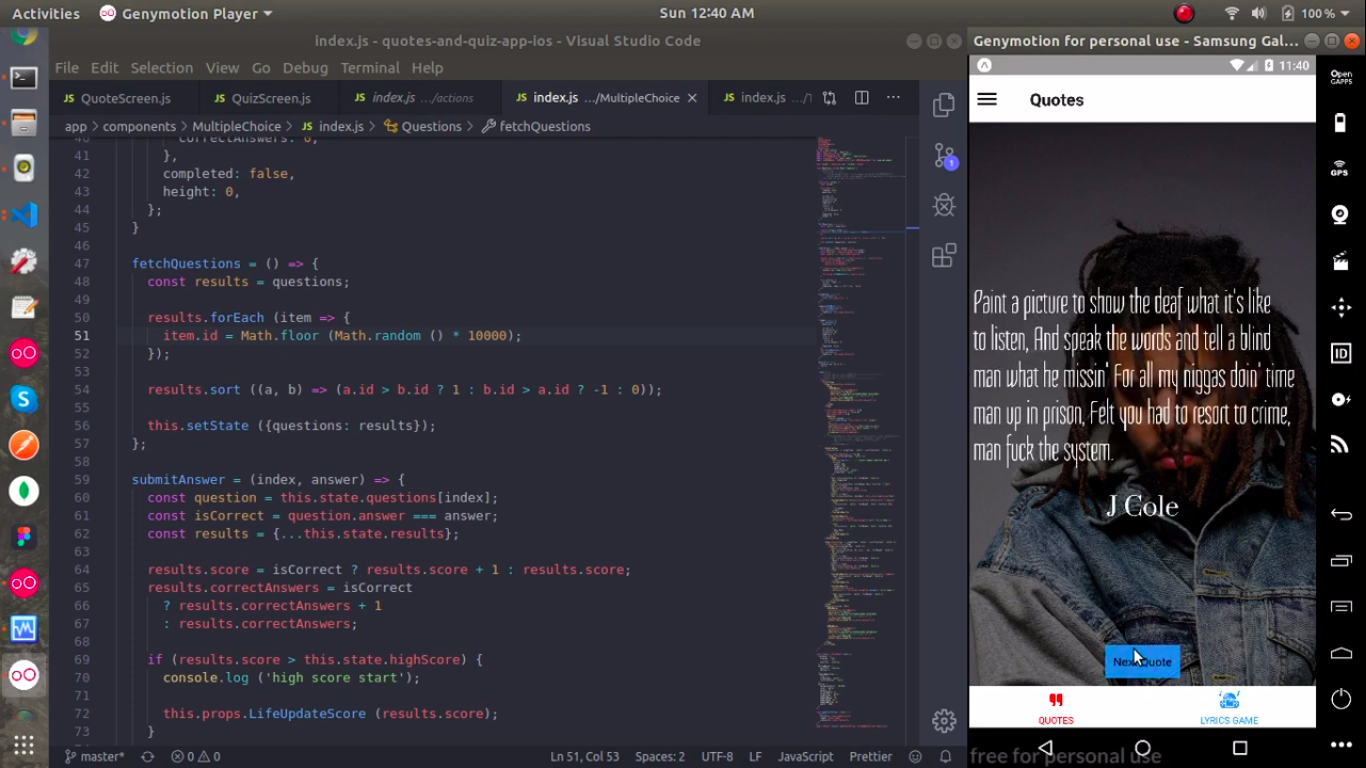 Activities
Genymotion Player
Sun 12:40 AM
100 %
index.js - quotes-and-quiz-app-ios - Visual Studio Code
File Edit Selection View Go Debug Terminal Help
JS QuoteScreen.js
JS QuizScreen.js
JS index.js .../actions
JS index.js .../MultipleChoice
JS index.js
app > components > MultipleChoice > JS index.js > Questions > fetchQuestions
41 },
42 completed: false,
43 height: 0,
44 };
45 }
46
47 fetchQuestions = () => {
48 const results = questions;
49
50 results.forEach (item => {
51 item.id = Math.floor (Math.random () * 10000);
52 });
53
54 results.sort ((a, b) => (a.id > b.id ? 1 : b.id > a.id ? -1 : 0));
55
56 this.setState ({questions: results});
57 };
58
59 submitAnswer = (index, answer) => {
60 const question = this.state.questions[index];
61 const isCorrect = question.answer === answer;
62 const results = {...this.state.results};
63
64 results.score = isCorrect ? results.score + 1 : results.score;
65 results.correctAnswers = isCorrect
66 ? results.correctAnswers + 1
67 : results.correctAnswers;
68
69 if (results.score > this.state.highScore) {
70 console.log ('high score start');
71
72 this.props.LifeUpdateScore (results.score);
73 }
master*
0 0
Ln 51, Col 53
Spaces: 2
UTF-8
LF
JavaScript
Prettier
1
Genymotion for personal use - Samsung Gal...
11:40
Quotes
Paint a picture to show the deaf what it's like
to listen, And speak the words and tell a blind
man what he missin' For all my niggas doin' time
man up in prison, Felt you had to resort to crime,
man fuck the system.
J Cole
Next Quote
QUOTES
LYRICS GAME
free for personal use
Open
GAPPS
GPS
ID